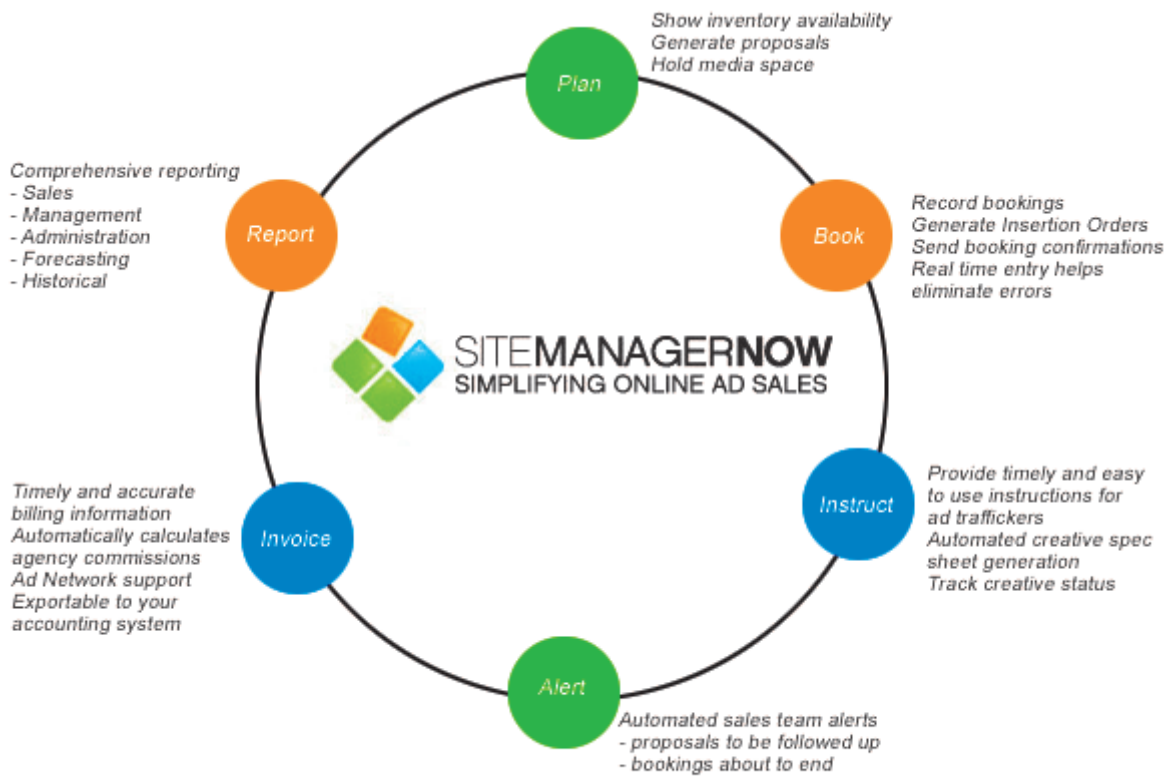 Show inventory availability
Generate proposals
Hold media space
Plan
Record bookings
Generate Insertion Orders
Send booking confirmations
Real time entry helps
eliminate errors
Book
Provide timely and easy
to use instructions for
ad traffickers
Automated creative spec
sheet generation
Track creative status
Instruct
Alert
Automated sales team alerts
- proposals to be followed up
- bookings about to end
Timely and accurate
billing information
Automatically calculates
agency commissions
Ad Network support
Exportable to your
accounting system
Invoice
Comprehensive reporting
- Sales
- Management
- Administration
- Forecasting
- Historical
Report
SITEMANAGERNOW
SIMPLIFYING ONLINE AD SALES